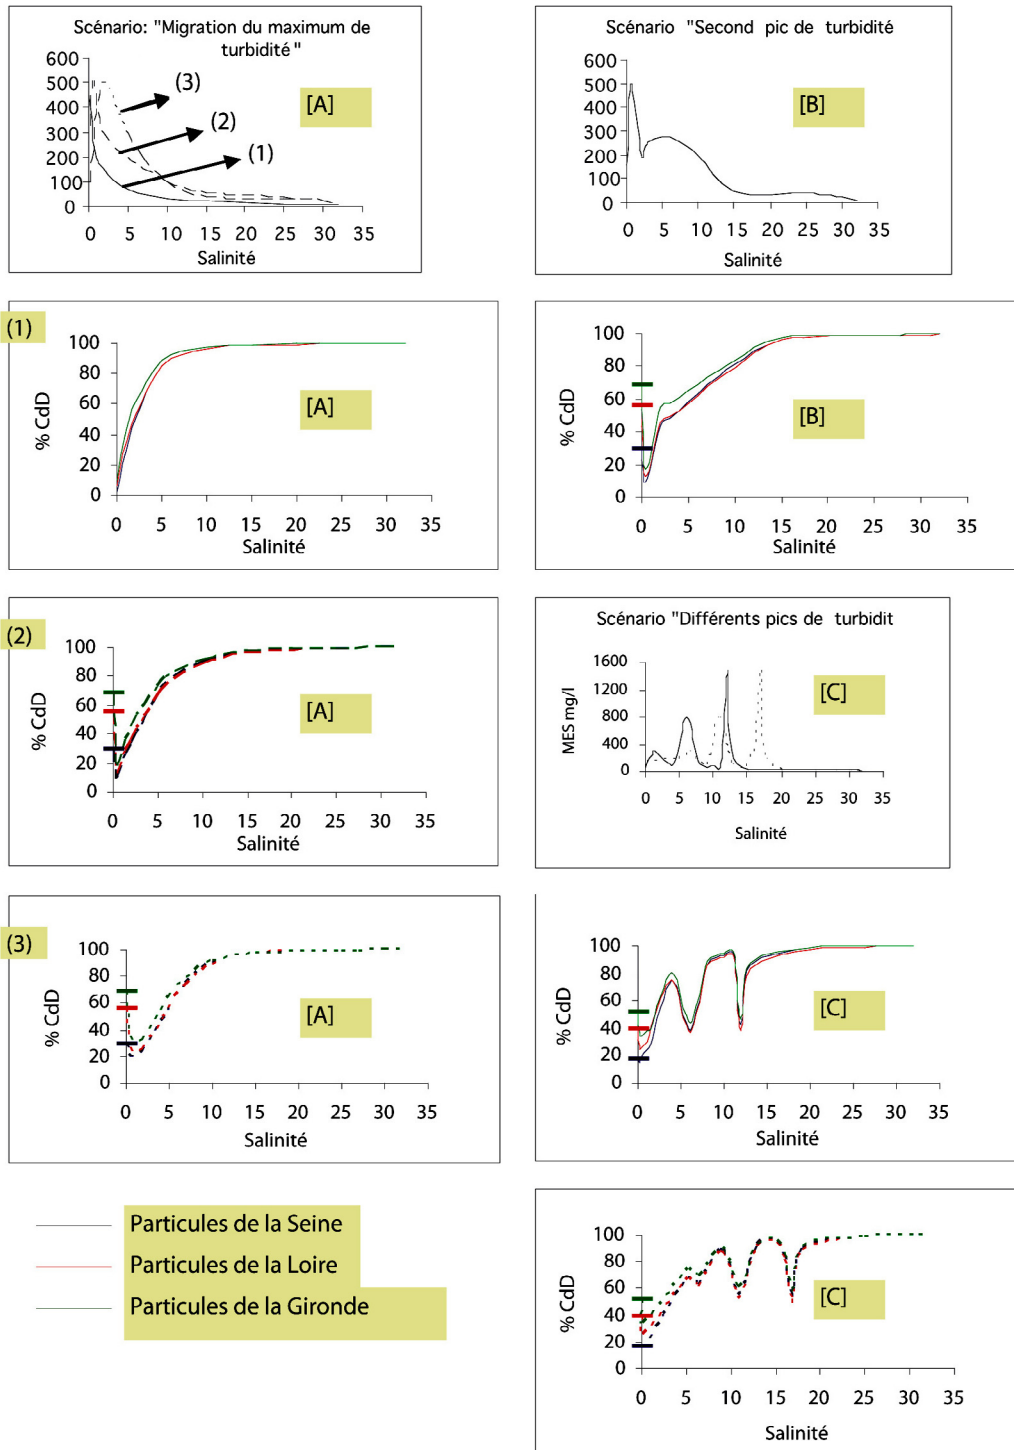 Scénario: "Migration du maximum de
turbidité "
600
500
400
300
200
100
0
(3)
(2)
(1)
[A]
0 5 10 15 20 25 30 35
Salinité
Scénario "Second pic de turbidité
600
500
400
300
200
100
0
[B]
0 5 10 15 20 25 30 35
Salinité
(1)
% CdD
100
80
60
40
20
0
[A]
0 5 10 15 20 25 30 35
Salinité
% CdD
100
80
60
40
20
0
[B]
0 5 10 15 20 25 30 35
Salinité
(2)
% CdD
100
80
60
40
20
0
[A]
0 5 10 15 20 25 30 35
Salinité
Scénario "Différents pics de turbidit
MES mg/l
1600
1200
800
400
0
[C]
0 5 10 15 20 25 30 35
Salinité
(3)
% CdD
100
80
60
40
20
0
[A]
0 5 10 15 20 25 30 35
Salinité
% CdD
100
80
60
40
20
0
[C]
0 5 10 15 20 25 30 35
Salinité
Particules de la Seine
Particules de la Loire
Particules de la Gironde
% CdD
100
80
60
40
20
0
[C]
0 5 10 15 20 25 30 35
Salinité